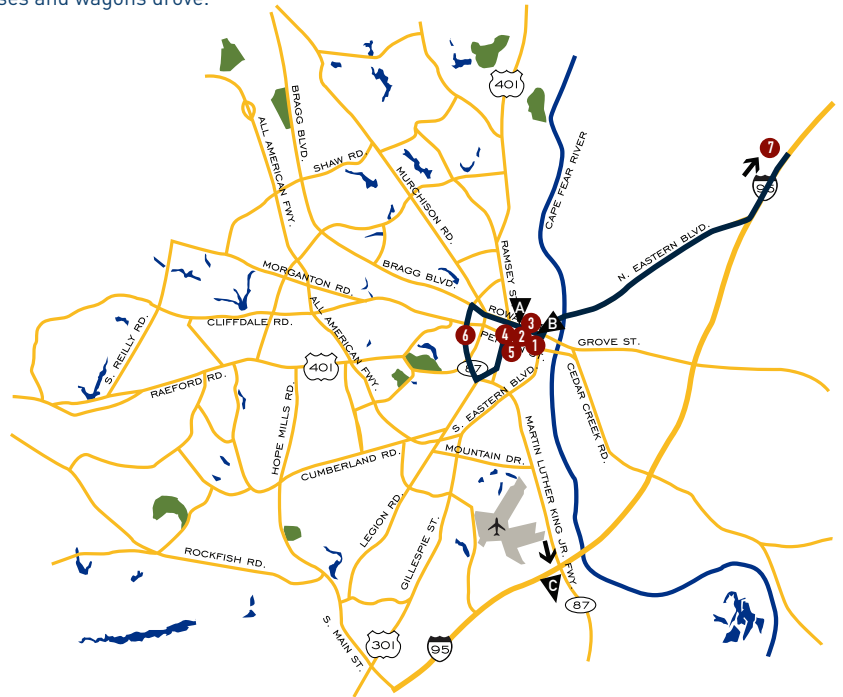 ses and wagons drove.
401
BRAGG BLVD.
ALL AMERICAN FWY.
SHAW RD.
MURCHISON RD.
CAPE FEAR RIVER
7
95
N. EASTERN BLVD.
RAMSEY S
BRAGG BLVD.
MORGANTON RD.
ALL AMERICAN FWY.
CLIFFDALE RD.
S. REILLY RD.
A
ROWA
3
B
6
4
2
PE
1
5
GROVE ST.
87
401
RAEFORD RD.
S. EASTERN BLVD.
CEDAR CREEK RD.
HOPE MILLS RD.
CUMBERLAND RD.
MOUNTAIN DR.
MARTIN LUTHER KING JR. FWY.
LEGION RD.
GILLESPIE ST.
ROCKFISH RD.
C
87
S. MAIN ST.
301
95